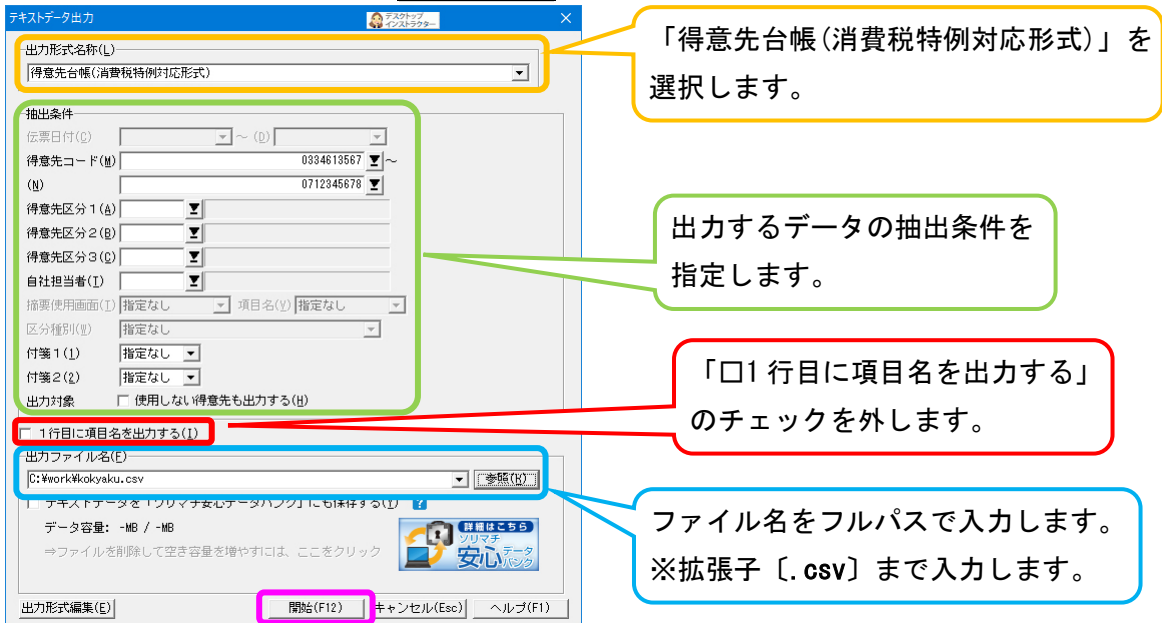 テキストデータ出力
デスクトップ
インストラクター
出力形式名称(L)
得意先台帳(消費税特例対応形式)
「得意先台帳(消費税特例対応形式)」を
選択します。
抽出条件
伝票日付(C) ～ (D)
得意先コード(M) 0334613567 ～
(N) 0712345678
得意先区分1(A)
得意先区分2(B)
得意先区分3(C)
自社担当者(T)
摘要使用画面(T) 指定なし 項目名(Y) 指定なし
区分種別(W) 指定なし
付箋1(1) 指定なし
付箋2(2) 指定なし
出力対象 使用しない得意先も出力する(H)
出力するデータの抽出条件を
指定します。
1行目に項目名を出力する(I)
「□1行目に項目名を出力する」
のチェックを外します。
出力ファイル名(F)
C:¥work¥kokyaku.csv 参照(K)
テキストデータを「ソリマチ安心データバンク」にも保存する(Y) ?
データ容量: -MB / -MB
⇒ファイルを削除して空き容量を増やすには、ここをクリック
詳細はこちら
ソリマチ
安心データバンク
ファイル名をフルパスで入力します。
※拡張子〔.csv〕まで入力します。
出力形式編集(E) 開始(F12) キャンセル(Esc) ヘルプ(F1)